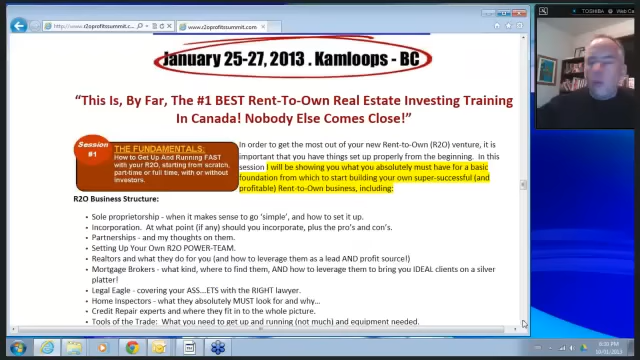 http://www.r2oprofitssummit.c...
www.r2oprofitssummit.com
TOSHIBA
Web Ca
January 25-27, 2013 . Kamloops - BC
“This Is, By Far, The #1 BEST Rent-To-Own Real Estate Investing Training
In Canada! Nobody Else Comes Close!”
Session
#1
THE FUNDAMENTALS:
How to Get Up and Running FAST
with your R2O, starting from scratch,
part-time or full time, with or without
investors.
In order to get the most out of your new Rent-to-Own (R2O) venture, it is
important that you have things set up properly from the beginning. In this
session I will be showing you what you absolutely must have for a basic
foundation from which to start building your own super-successful (and
profitable) Rent-to-Own business, including:
R2O Business Structure:
Sole proprietorship - when it makes sense to go ‘simple’, and how to set it up.
Incorporation. At what point (if any) should you incorporate, plus the pro’s and con’s.
Partnerships - and my thoughts on them.
Setting Up Your Own R2O POWER-TEAM.
Realtors and what they do for you (and how to leverage them as a lead AND profit source!)
Mortgage Brokers - what kind, where to find them, AND how to leverage them to bring you IDEAL clients on a silver
platter!
Legal Eagle - covering your ASS...ETS with the RIGHT lawyer.
Home Inspectors - what they absolutely MUST look for and why...
Credit Repair experts and where they fit in to the whole picture.
Tools of the Trade: What you need to get up and running (not much) and equipment needed.